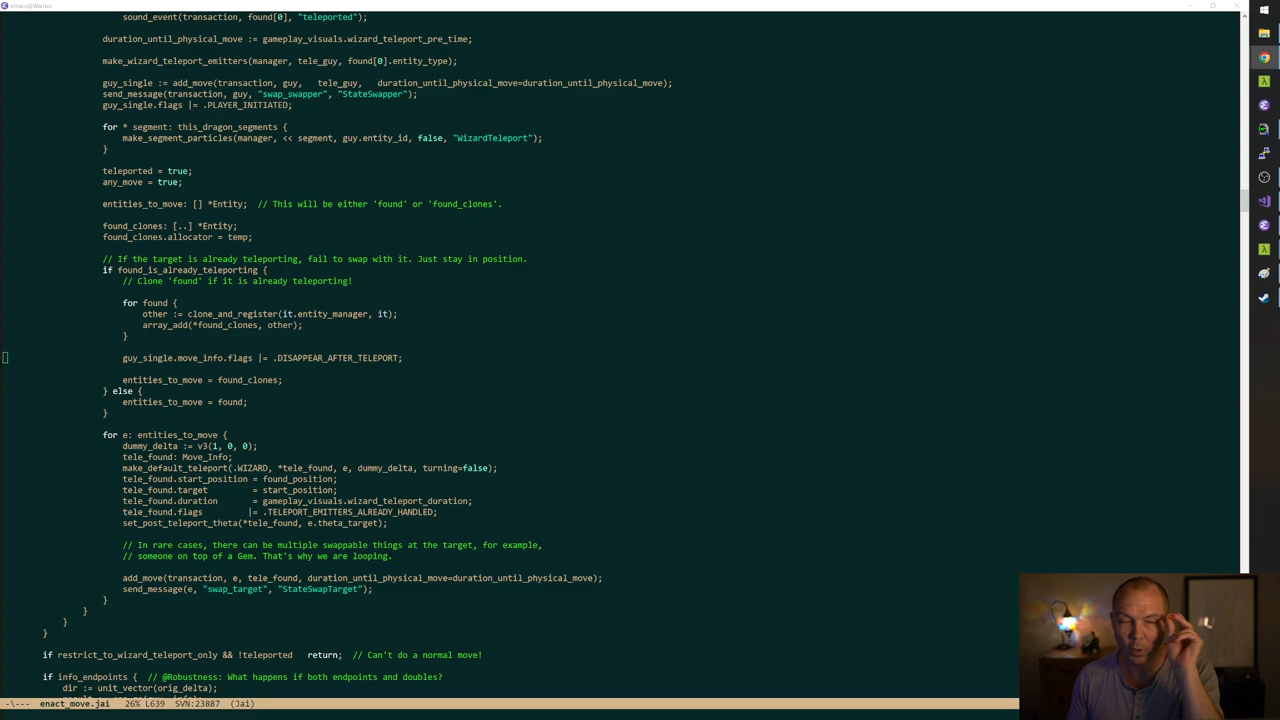 emacs@Warrior
sound_event(transaction, found[0], "teleported");
duration_until_physical_move := gameplay_visuals.wizard_teleport_pre_time;
make_wizard_teleport_emitters(manager, tele_guy, found[0].entity_type);
guy_single := add_move(transaction, guy,   tele_guy,   duration_until_physical_move=duration_until_physical_move);
send_message(transaction, guy, "swap_swapper", "StateSwapper");
guy_single.flags |= .PLAYER_INITIATED;
for * segment: this_dragon_segments {
make_segment_particles(manager, << segment, guy.entity_id, false, "WizardTeleport");
}
teleported = true;
any_move = true;
entities_to_move: [] *Entity;  // This will be either 'found' or 'found_clones'.
found_clones: [..] *Entity;
found_clones.allocator = temp;
// If the target is already teleporting, fail to swap with it. Just stay in position.
if found_is_already_teleporting {
// Clone 'found' if it is already teleporting!
for found {
other := clone_and_register(it.entity_manager, it);
array_add(*found_clones, other);
}
guy_single.move_info.flags |= .DISAPPEAR_AFTER_TELEPORT;
entities_to_move = found_clones;
} else {
entities_to_move = found;
}
for e: entities_to_move {
dummy_delta := v3(1, 0, 0);
tele_found: Move_Info;
make_default_teleport(.WIZARD, *tele_found, e, dummy_delta, turning=false);
tele_found.start_position = found_position;
tele_found.target         = start_position;
tele_found.duration       = gameplay_visuals.wizard_teleport_duration;
tele_found.flags         |= .TELEPORT_EMITTERS_ALREADY_HANDLED;
set_post_teleport_theta(*tele_found, e.theta_target);
// In rare cases, there can be multiple swappable things at the target, for example,
// someone on top of a Gem. That's why we are looping.
add_move(transaction, e, tele_found, duration_until_physical_move=duration_until_physical_move);
send_message(e, "swap_target", "StateSwapTarget");
}
}
}
}
if restrict_to_wizard_teleport_only && !teleported   return;  // Can't do a normal move!
if info_endpoints {  // @Robustness: What happens if both endpoints and doubles?
dir := unit_vector(orig_delta);
-\---  enact_move.jai   26% L639  SVN:23887  (Jai)